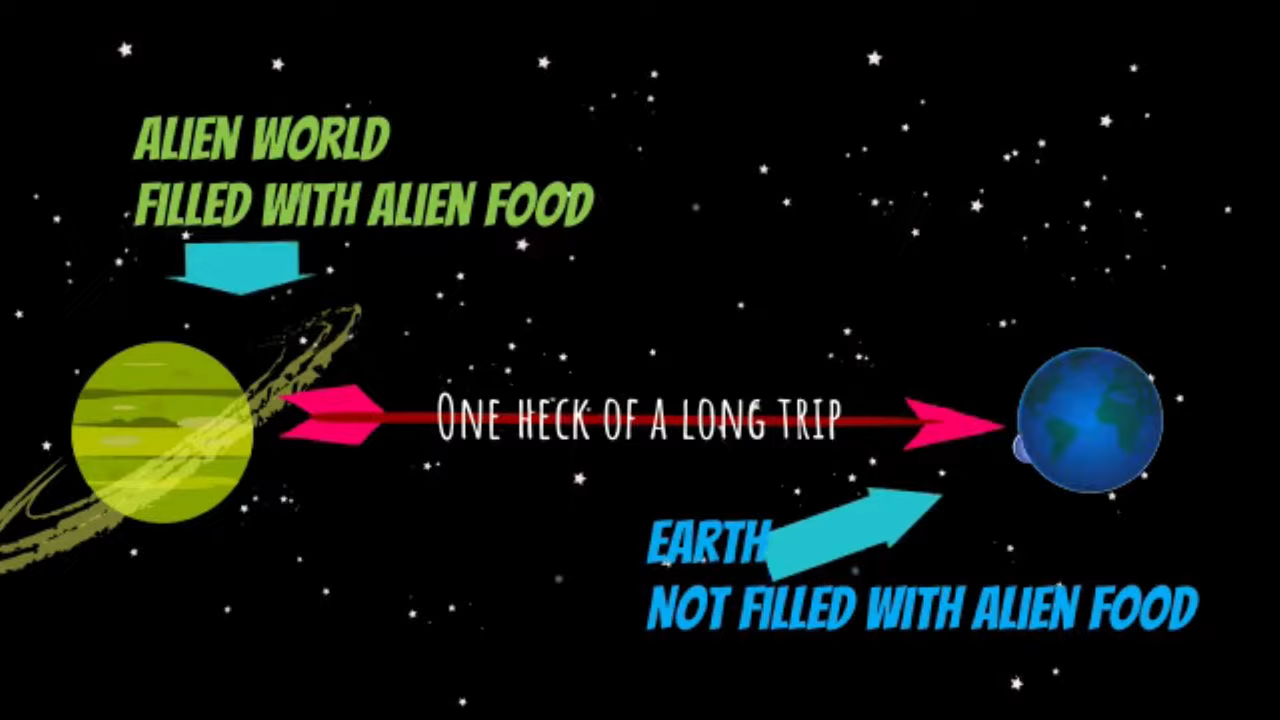 ALIEN WORLD
FILLED WITH ALIEN FOOD
ONE HECK OF A LONG TRIP
EARTH
NOT FILLED WITH ALIEN FOOD